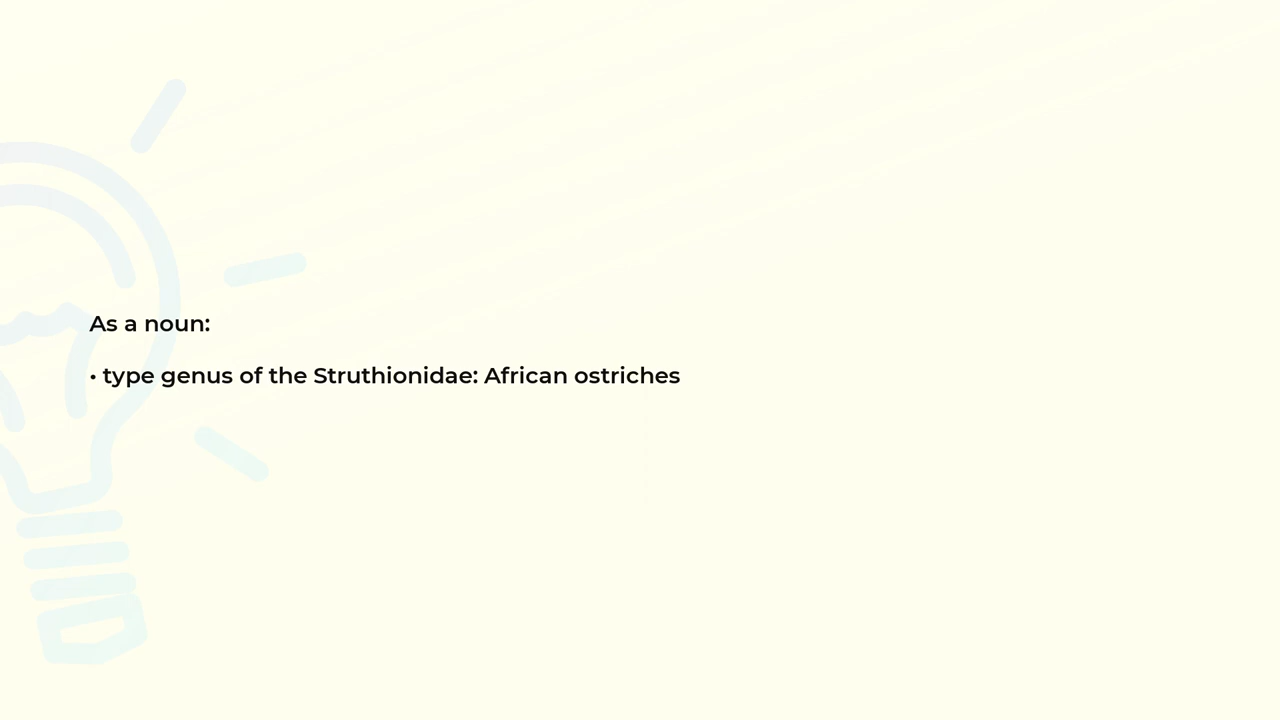 As a noun:
• type genus of the Struthionidae: African ostriches